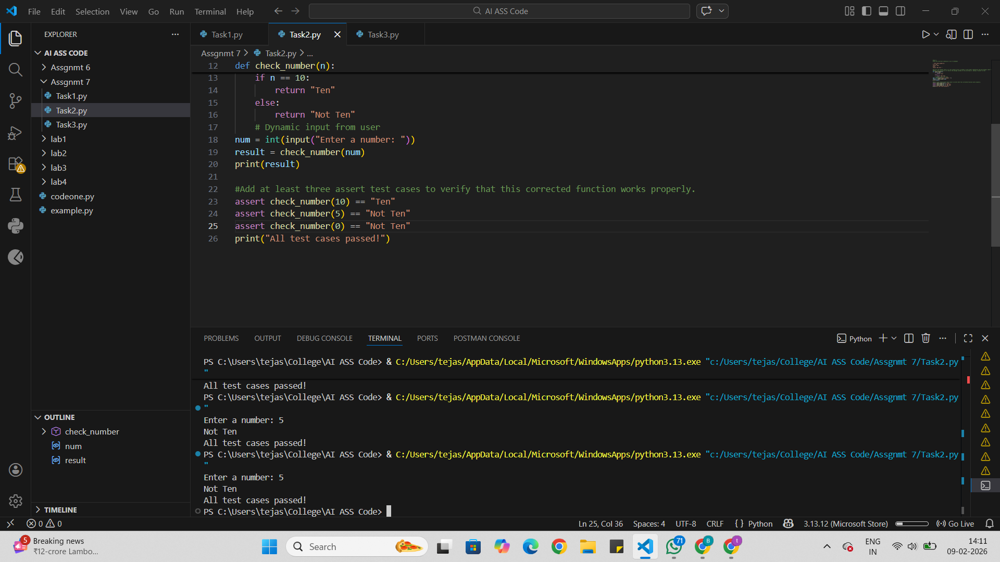 File Edit Selection View Go Run Terminal Help
AI ASS Code
EXPLORER
AI ASS CODE
Assgnmt 6
Assgnmt 7
Task1.py
Task2.py
Task3.py
lab1
lab2
lab3
lab4
codeone.py
example.py
OUTLINE
check_number
num
result
TIMELINE
Task1.py Task2.py Task3.py
Assgnmt 7 > Task2.py > ...
12 def check_number(n):
13 if n == 10:
14 return "Ten"
15 else:
16 return "Not Ten"
17 # Dynamic input from user
18 num = int(input("Enter a number: "))
19 result = check_number(num)
20 print(result)
21
22 #Add at least three assert test cases to verify that this corrected function works properly.
23 assert check_number(10) == "Ten"
24 assert check_number(5) == "Not Ten"
25 assert check_number(0) == "Not Ten"
26 print("All test cases passed!")
PROBLEMS OUTPUT DEBUG CONSOLE TERMINAL PORTS POSTMAN CONSOLE
Python
PS C:\Users\tejas\College\AI ASS Code> & C:/Users/tejas/AppData/Local/Microsoft/WindowsApps/python3.13.exe "c:/Users/tejas/College/AI ASS Code/Assgnmt 7/Task2.py
"
All test cases passed!
PS C:\Users\tejas\College\AI ASS Code> & C:/Users/tejas/AppData/Local/Microsoft/WindowsApps/python3.13.exe "c:/Users/tejas/College/AI ASS Code/Assgnmt 7/Task2.py
"
Enter a number: 5
Not Ten
All test cases passed!
PS C:\Users\tejas\College\AI ASS Code> & C:/Users/tejas/AppData/Local/Microsoft/WindowsApps/python3.13.exe "c:/Users/tejas/College/AI ASS Code/Assgnmt 7/Task2.py
"
Enter a number: 5
Not Ten
All test cases passed!
PS C:\Users\tejas\College\AI ASS Code>
0 0
Ln 25, Col 36 Spaces: 4 UTF-8 CRLF {} Python 3.13.12 (Microsoft Store) Go Live
5
Breaking news
₹12-crore Lambo...
Search
71
B
t
ENG
IN
14:11
09-02-2026